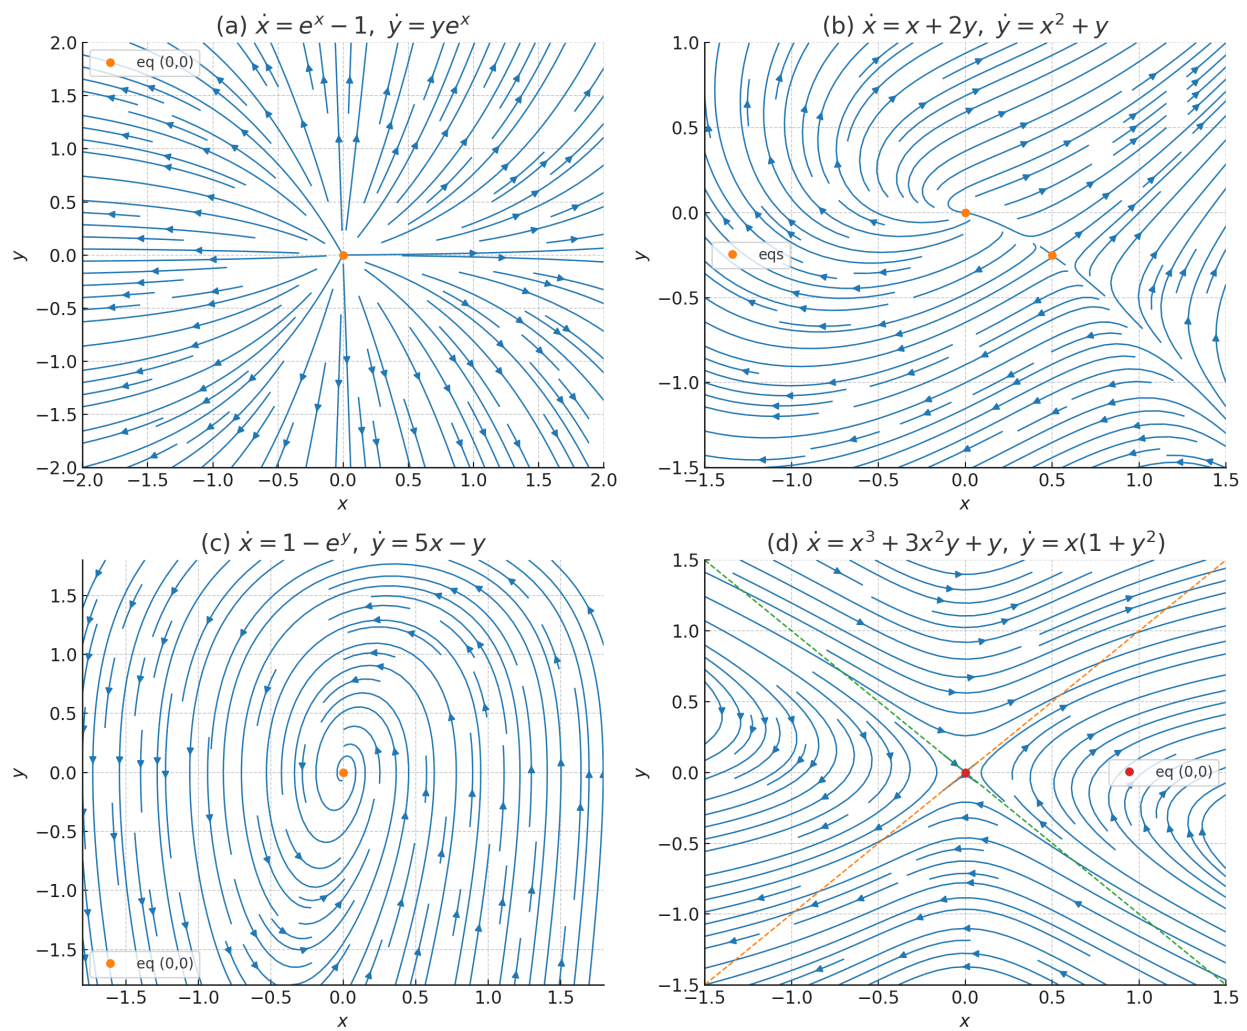 (a) ẋ = eˣ − 1, ẏ = yeˣ
eq (0,0)
2.0
1.5
1.0
0.5
0.0
−0.5
−1.0
−1.5
−2.0
y
−2.0 −1.5 −1.0 −0.5 0.0 0.5 1.0 1.5 2.0
x
(b) ẋ = x + 2y, ẏ = x² + y
eqs
1.0
0.5
0.0
−0.5
−1.0
−1.5
y
−1.5 −1.0 −0.5 0.0 0.5 1.0 1.5
x
(c) ẋ = 1 − eʸ, ẏ = 5x − y
1.5
1.0
0.5
0.0
−0.5
−1.0
−1.5
y
eq (0,0)
−1.5 −1.0 −0.5 0.0 0.5 1.0 1.5
x
(d) ẋ = x³ + 3x²y + y, ẏ = x(1 + y²)
1.5
1.0
0.5
0.0
−0.5
−1.0
−1.5
y
eq (0,0)
−1.5 −1.0 −0.5 0.0 0.5 1.0 1.5
x